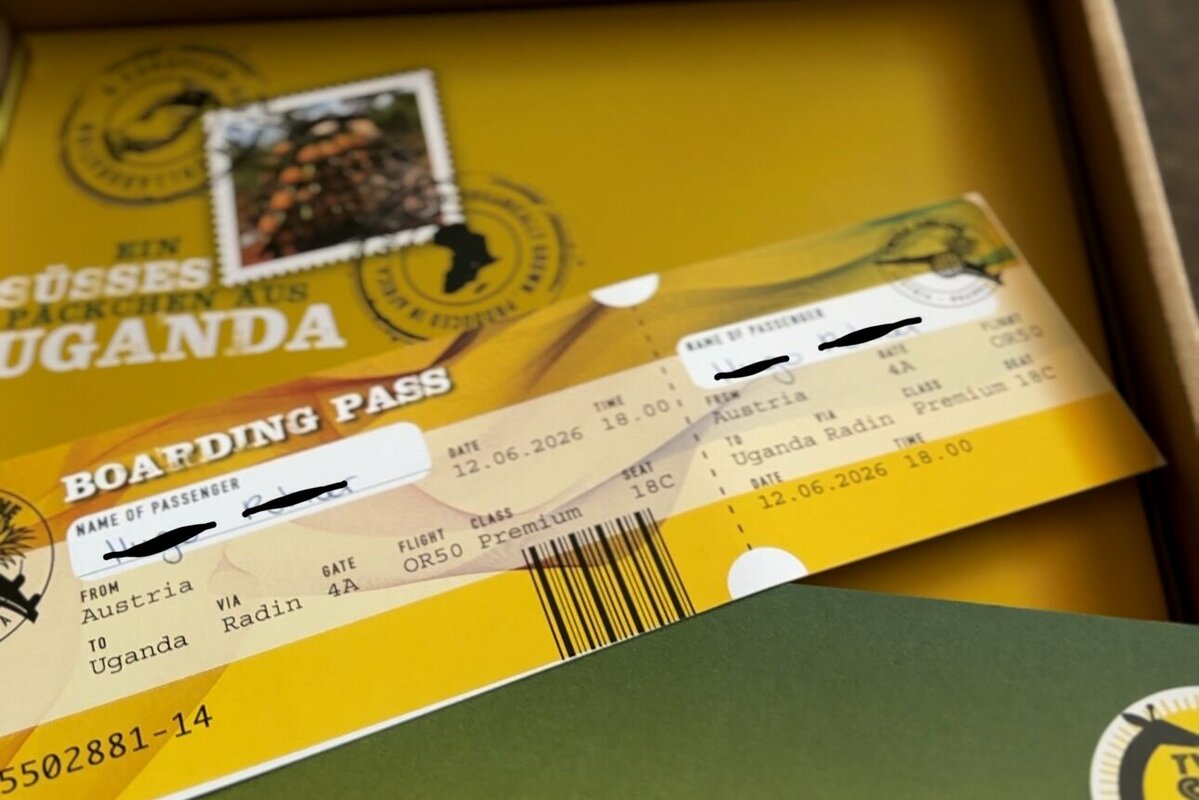 EIN
SÜSSES
PÄCKCHEN AUS
UGANDA
BOARDING PASS
NAME OF PASSENGER
DATE
12.06.2026
TIME
18.00
FROM
Austria
TO
Uganda
VIA
Radin
GATE
4A
FLIGHT
OR50
CLASS
Premium
SEAT
18C
5502881-14
NAME OF PASSENGER
FROM
Austria
GATE
4A
FLIGHT
OR50
TO
Uganda
VIA
Radin
CLASS
Premium
SEAT
18C
DATE
12.06.2026
TIME
18.00